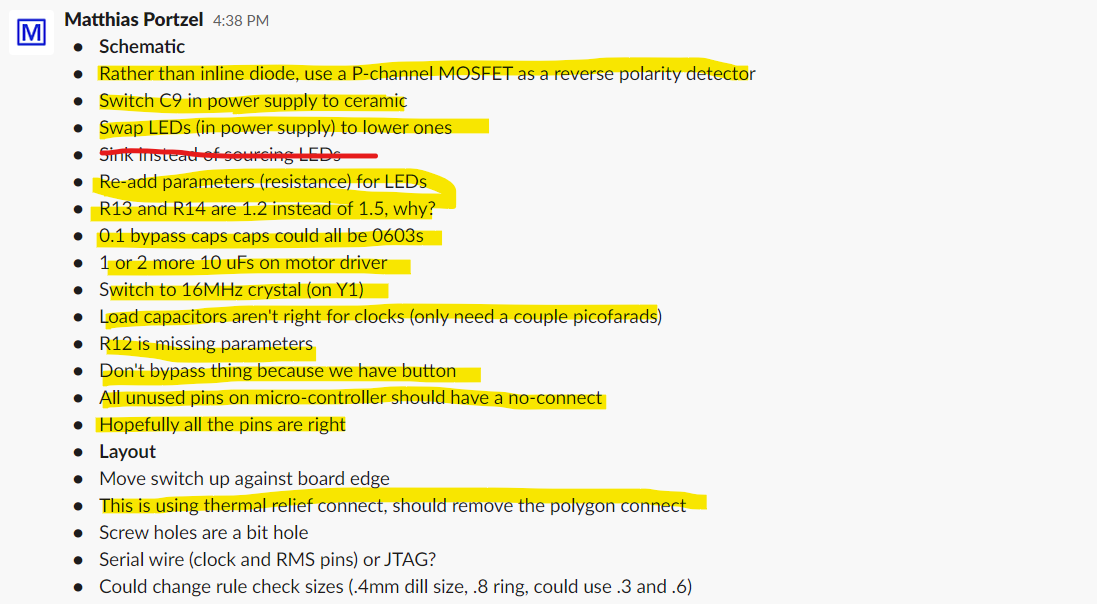 M
Matthias Portzel 4:38 PM
• Schematic
• Rather than inline diode, use a P-channel MOSFET as a reverse polarity detector
• Switch C9 in power supply to ceramic
• Swap LEDs (in power supply) to lower ones
• Sink instead of sourcing LEDs
• Re-add parameters (resistance) for LEDs
• R13 and R14 are 1.2 instead of 1.5, why?
• 0.1 bypass caps caps could all be 0603s
• 1 or 2 more 10 uFs on motor driver
• Switch to 16MHz crystal (on Y1)
• Load capacitors aren't right for clocks (only need a couple picofarads)
• R12 is missing parameters
• Don't bypass thing because we have button
• All unused pins on micro-controller should have a no-connect
• Hopefully all the pins are right
• Layout
• Move switch up against board edge
• This is using thermal relief connect, should remove the polygon connect
• Screw holes are a bit hole
• Serial wire (clock and RMS pins) or JTAG?
• Could change rule check sizes (.4mm dill size, .8 ring, could use .3 and .6)